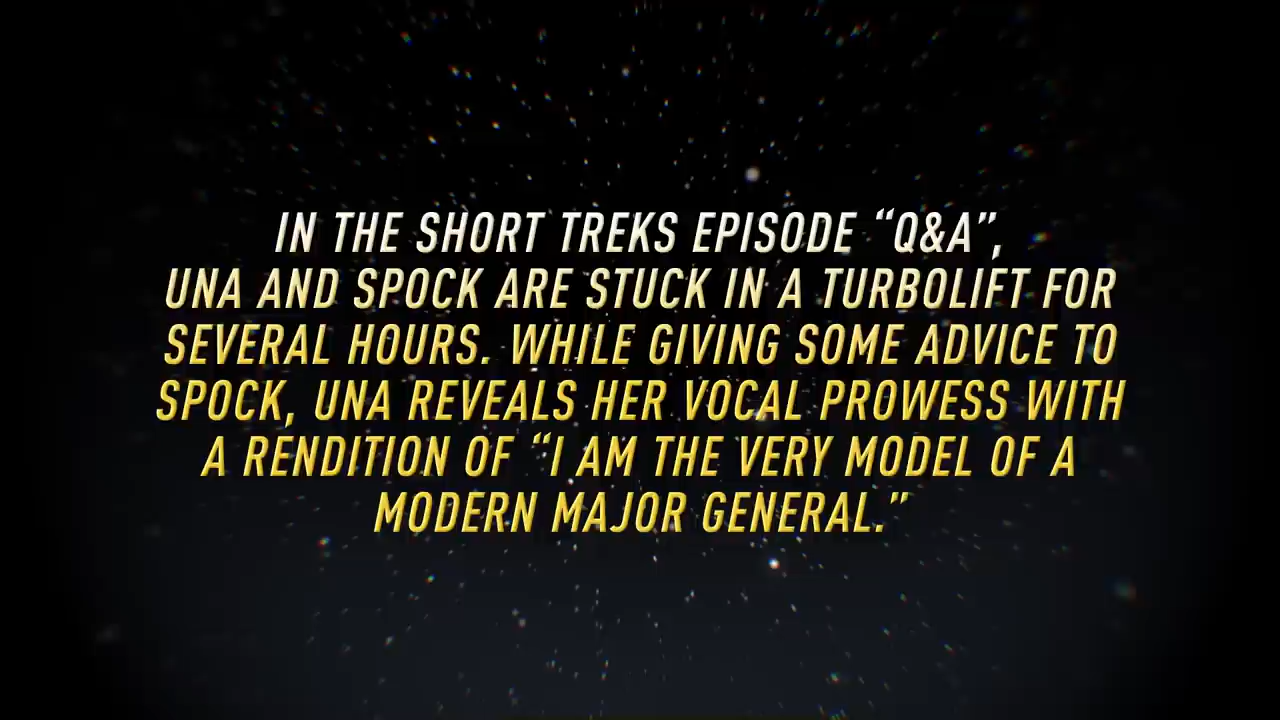 IN THE SHORT TREKS EPISODE “Q&A”,
UNA AND SPOCK ARE STUCK IN A TURBOLIFT FOR
SEVERAL HOURS. WHILE GIVING SOME ADVICE TO
SPOCK, UNA REVEALS HER VOCAL PROWESS WITH
A RENDITION OF “I AM THE VERY MODEL OF A
MODERN MAJOR GENERAL.”